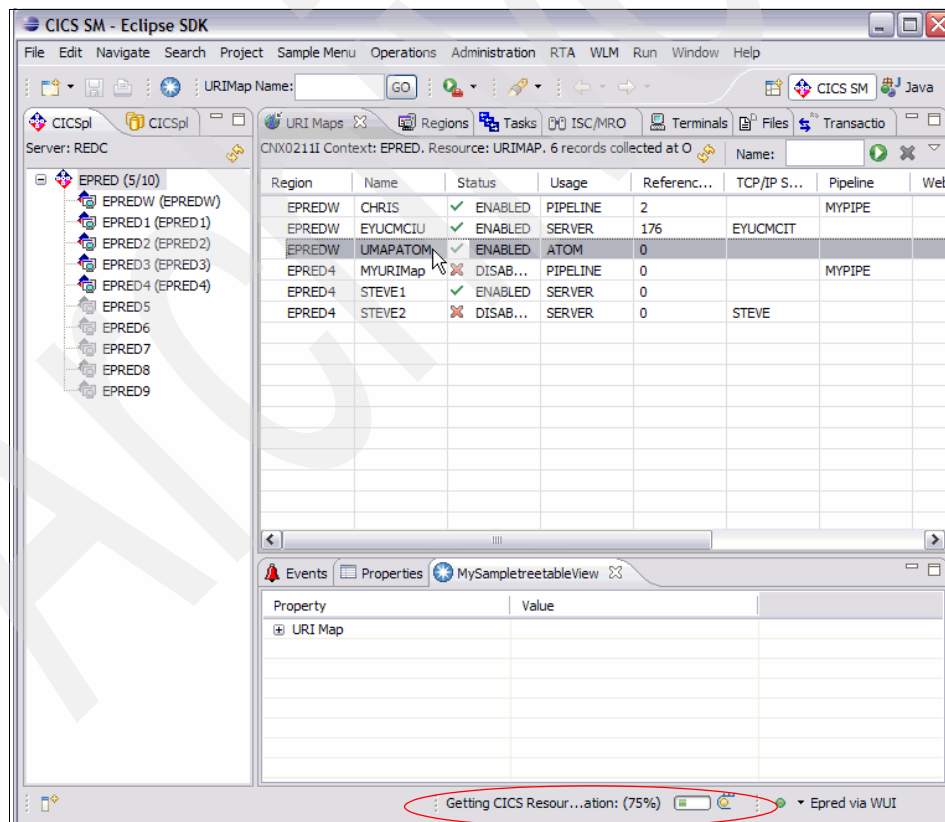 CICS SM - Eclipse SDK
File Edit Navigate Search Project Sample Menu Operations Administration RTA WLM Run Window Help
URIMap Name: GO CICS SM Java
CICSpl CICSpl
URI Maps Regions Tasks ISC/MRO Terminals Files Transactio
Server: REDC
CNX0211I Context: EPRED. Resource: URIMAP. 6 records collected at O Name:
EPRED (5/10)
EPREDW (EPREDW)
EPRED1 (EPRED1)
EPRED2 (EPRED2)
EPRED3 (EPRED3)
EPRED4 (EPRED4)
EPRED5
EPRED6
EPRED7
EPRED8
EPRED9
Region Name Status Usage Referenc... TCP/IP S... Pipeline Web
EPREDW CHRIS ENABLED PIPELINE 2 MYPIPE
EPREDW EYUCMCIU ENABLED SERVER 176 EYUCMCIT
EPREDW UMAPATOM ENABLED ATOM 0
EPRED4 MYURIMap DISAB... PIPELINE 0 MYPIPE
EPRED4 STEVE1 ENABLED SERVER 0
EPRED4 STEVE2 DISAB... SERVER 0 STEVE
Events Properties MySampletreetableView
Property Value
URI Map
Getting CICS Resour...ation: (75%) Epred via WUI